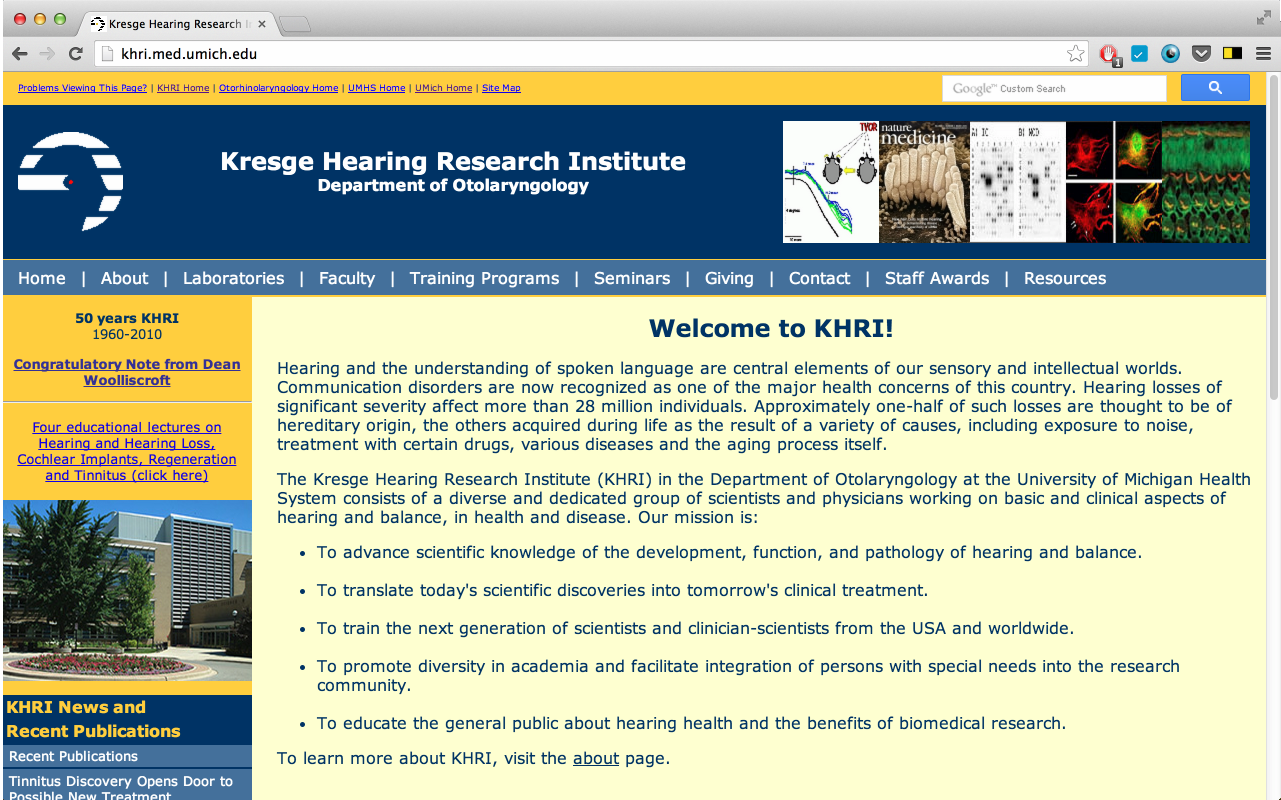 Kresge Hearing Research I
khri.med.umich.edu
1
Problems Viewing This Page? | KHRI Home | Otorhinolaryngology Home | UMHS Home | UMich Home | Site Map
Google™ Custom Search
Kresge Hearing Research Institute
Department of Otolaryngology
TVOR
nature
medicine
A: IC B: NCD
Home | About | Laboratories | Faculty | Training Programs | Seminars | Giving | Contact | Staff Awards | Resources
50 years KHRI
1960-2010
Congratulatory Note from Dean
Woolliscroft
Four educational lectures on
Hearing and Hearing Loss,
Cochlear Implants, Regeneration
and Tinnitus (click here)
KHRI News and
Recent Publications
Recent Publications
Tinnitus Discovery Opens Door to
Possible New Treatment
Welcome to KHRI!
Hearing and the understanding of spoken language are central elements of our sensory and intellectual worlds.
Communication disorders are now recognized as one of the major health concerns of this country. Hearing losses of
significant severity affect more than 28 million individuals. Approximately one-half of such losses are thought to be of
hereditary origin, the others acquired during life as the result of a variety of causes, including exposure to noise,
treatment with certain drugs, various diseases and the aging process itself.
The Kresge Hearing Research Institute (KHRI) in the Department of Otolaryngology at the University of Michigan Health
System consists of a diverse and dedicated group of scientists and physicians working on basic and clinical aspects of
hearing and balance, in health and disease. Our mission is:
• To advance scientific knowledge of the development, function, and pathology of hearing and balance.
• To translate today's scientific discoveries into tomorrow's clinical treatment.
• To train the next generation of scientists and clinician-scientists from the USA and worldwide.
• To promote diversity in academia and facilitate integration of persons with special needs into the research
community.
• To educate the general public about hearing health and the benefits of biomedical research.
To learn more about KHRI, visit the about page.